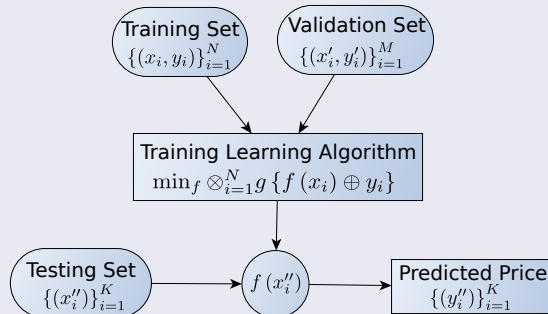 Training Set
{(x_i, y_i)}_{i=1}^N
Validation Set
{(x'_i, y'_i)}_{i=1}^M
Training Learning Algorithm
min_f ⊗_{i=1}^N g {f (x_i) ⊕ y_i}
Testing Set
{(x''_i)}_{i=1}^K
f (x''_i)
Predicted Price
{(y''_i)}_{i=1}^K